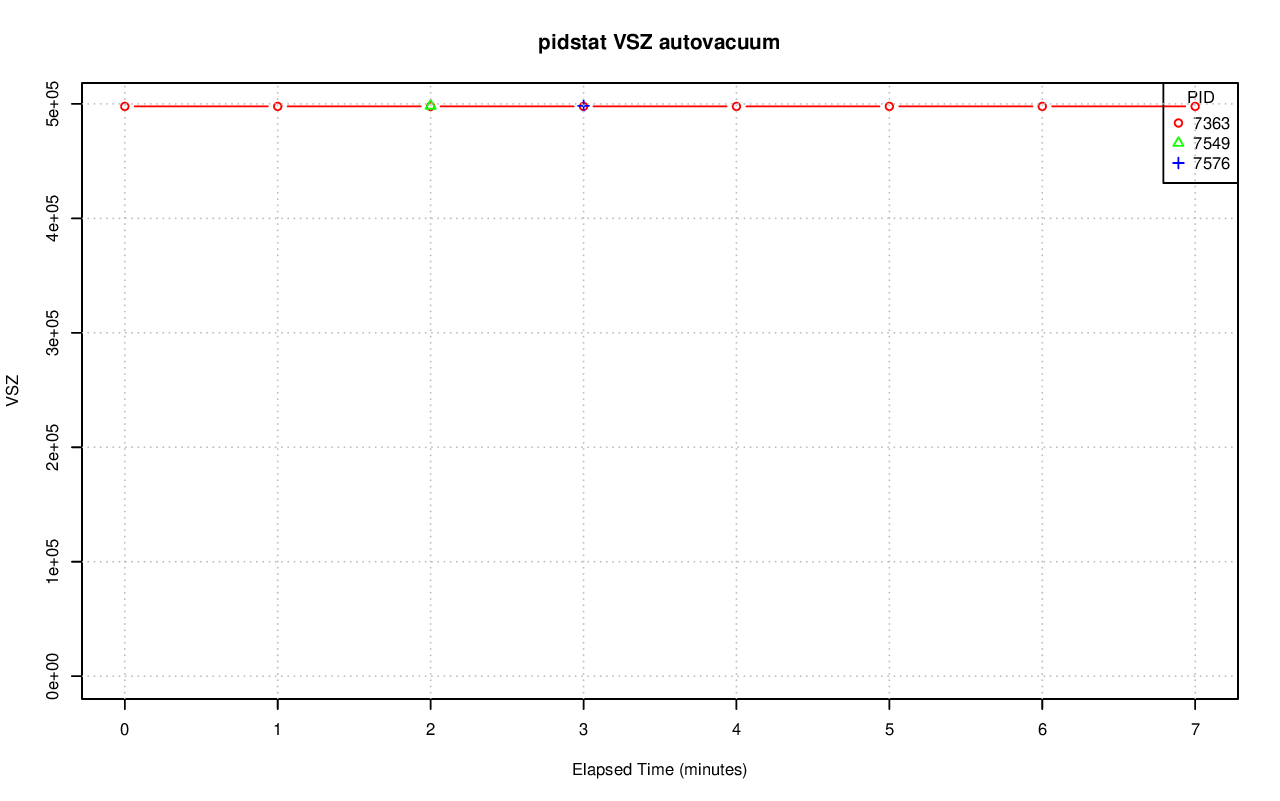 pidstat VSZ autovacuum
VSZ
5e+05
4e+05
3e+05
2e+05
1e+05
0e+00
PID
7363
7549
7576
0 1 2 3 4 5 6 7
Elapsed Time (minutes)